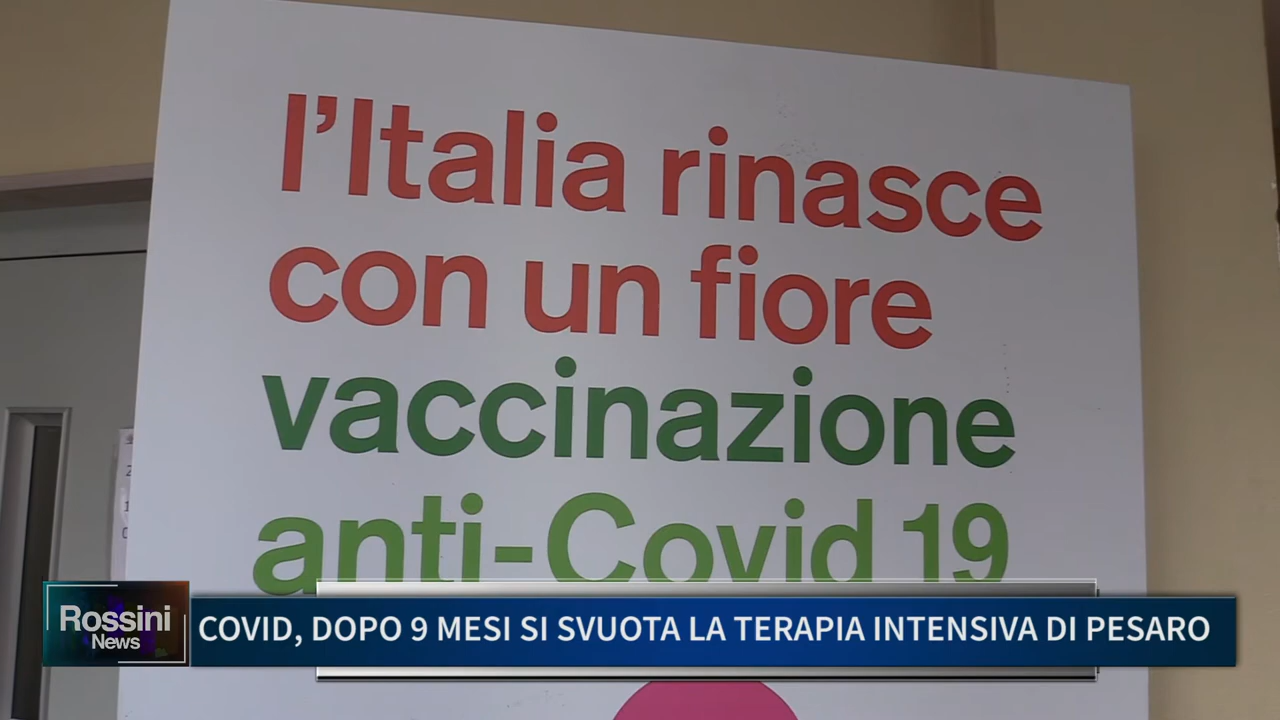 l'Italia rinasce
con un fiore
vaccinazione
anti-Covid 19
Rossini
News
COVID, DOPO 9 MESI SI SVUOTA LA TERAPIA INTENSIVA DI PESARO